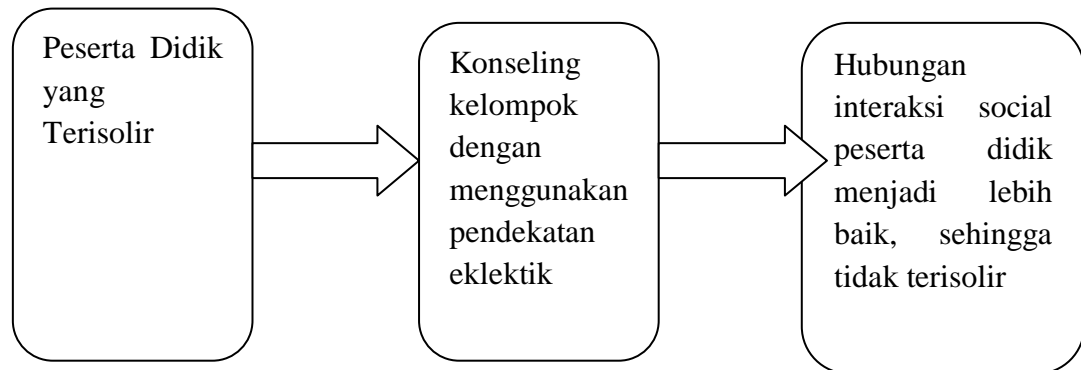 Peserta Didik
yang
Terisolir
Konseling
kelompok
dengan
menggunakan
pendekatan
eklektik
Hubungan
interaksi social
peserta didik
menjadi lebih
baik, sehingga
tidak terisolir